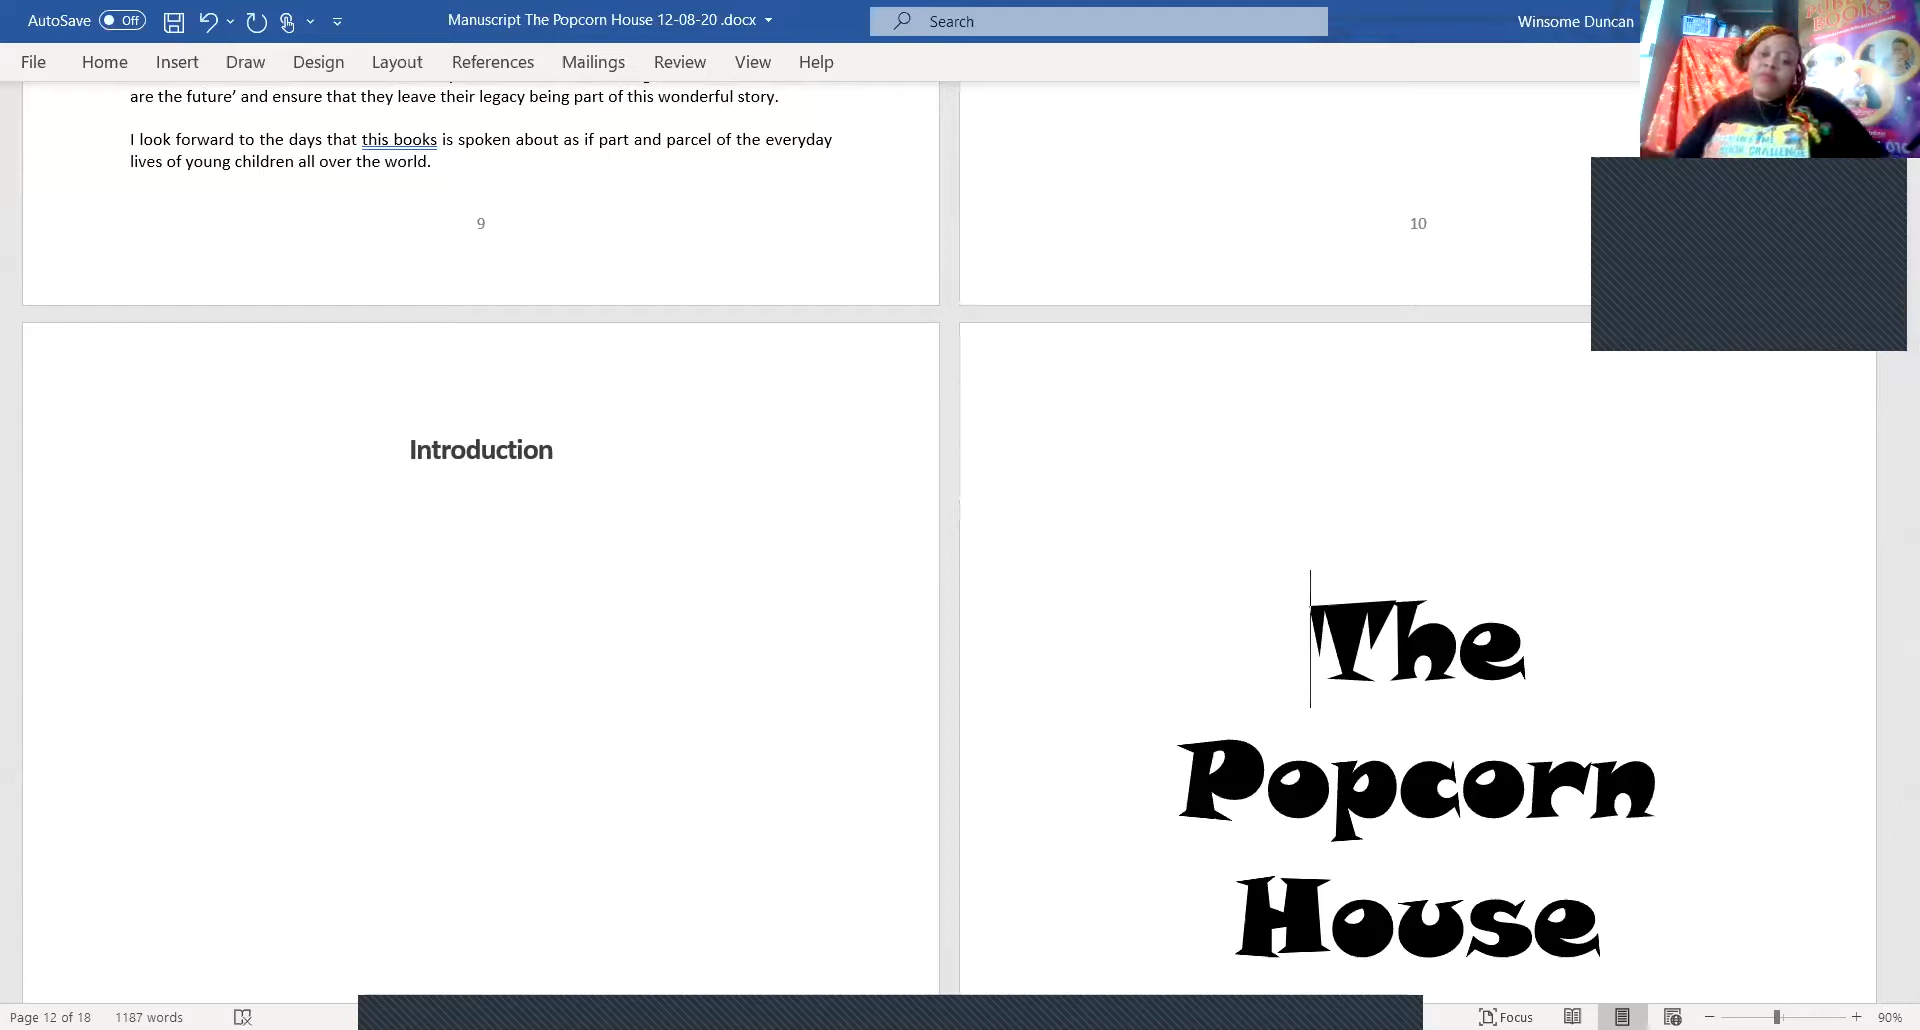 AutoSave Off Manuscript The Popcorn House 12-08-20 .docx Search Winsome Duncan
File Home Insert Draw Design Layout References Mailings Review View Help
are the future’ and ensure that they leave their legacy being part of this wonderful story.
I look forward to the days that this books is spoken about as if part and parcel of the everyday
lives of young children all over the world.
9
10
Introduction
The
Popcorn
House
BOOKS
CHALLENGE
Page 12 of 18 1187 words Focus 90%